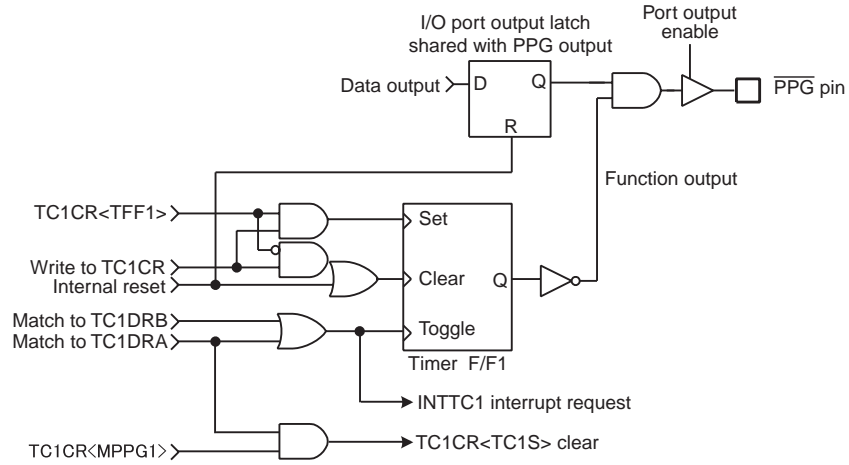 I/O port output latch
shared with PPG output
Port output
enable
Data output
D
Q
R
PPG pin
Function output
TC1CR<TFF1>
Set
Write to TC1CR
Internal reset
Clear
Q
Match to TC1DRB
Match to TC1DRA
Toggle
Timer F/F1
INTTC1 interrupt request
TC1CR<TC1S> clear
TC1CR<MPPG1>